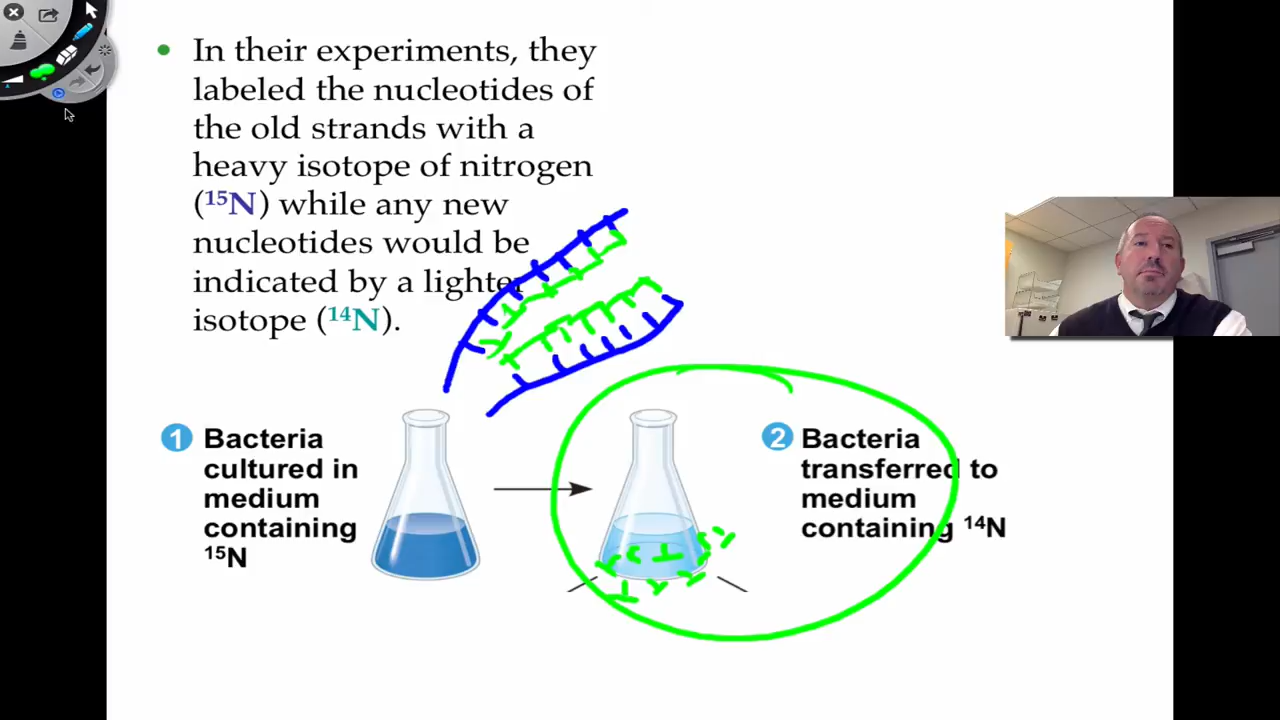 • In their experiments, they
labeled the nucleotides of
the old strands with a
heavy isotope of nitrogen
(¹⁵N) while any new
nucleotides would be
indicated by a lighter
isotope (¹⁴N).
1 Bacteria
cultured in
medium
containing
¹⁵N
2 Bacteria
transferred to
medium
containing ¹⁴N